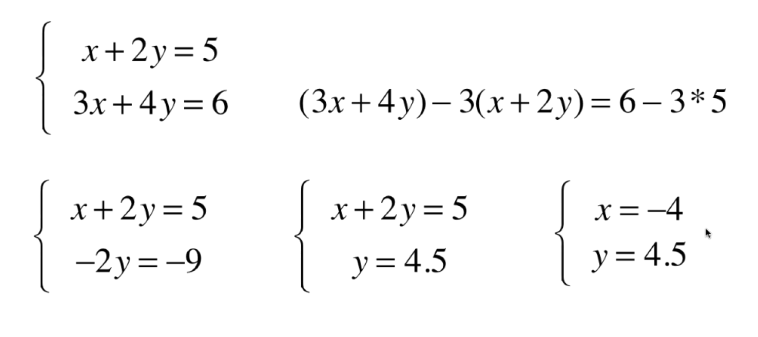 x+2y=5
3x+4y=6 (3x+4y)–3(x+2y)=6–3*5
x+2y=5 x+2y=5 x=–4
–2y=–9 y=4.5 y=4.5